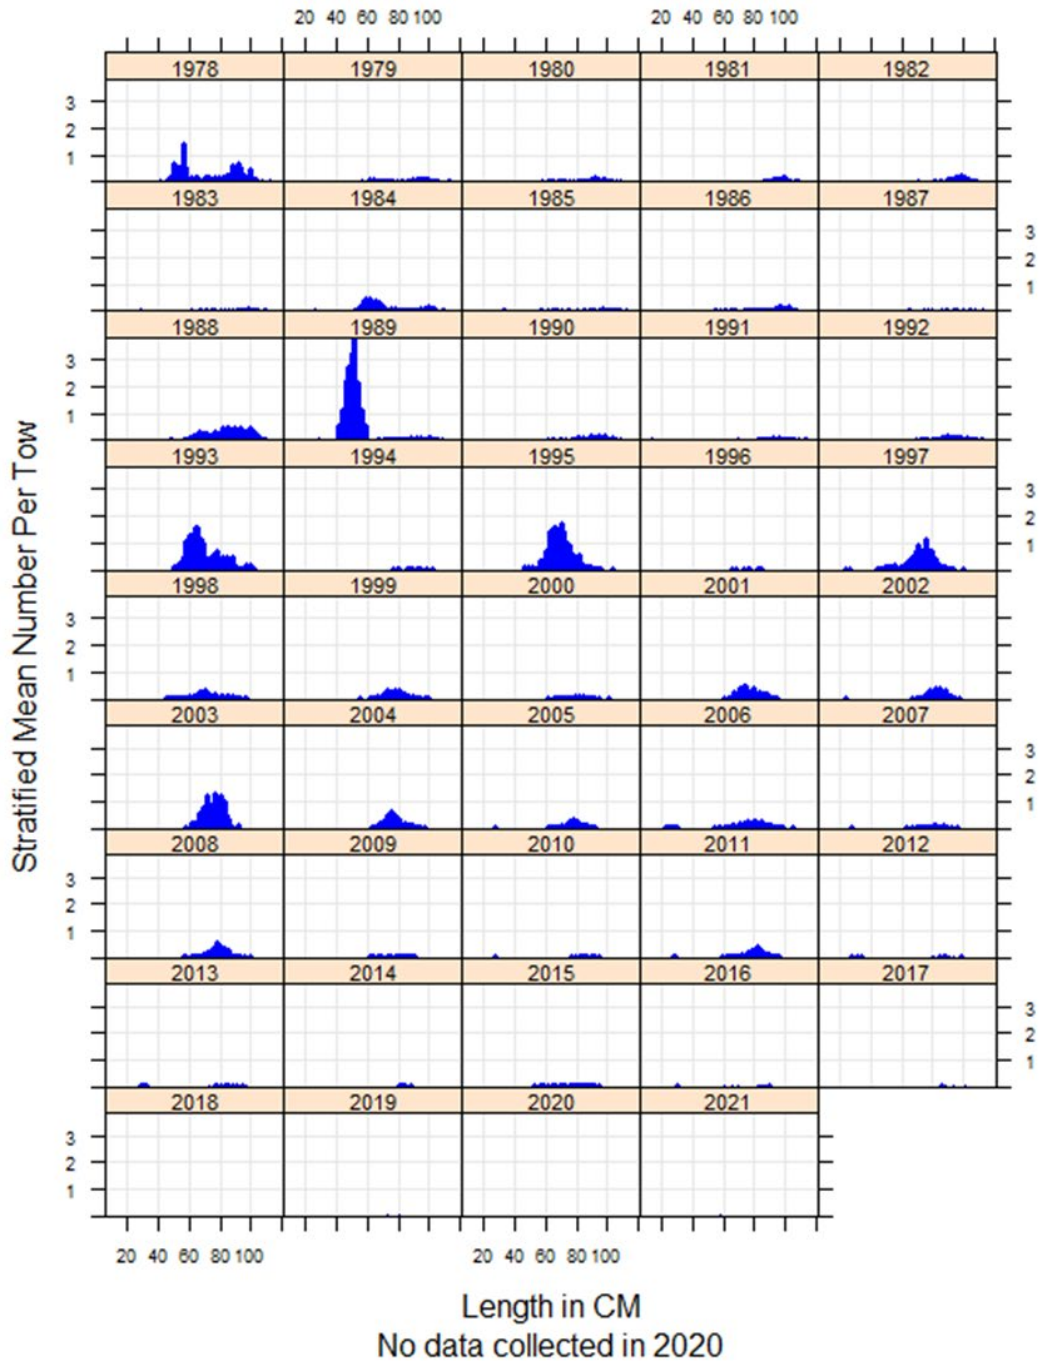 20 40 60 80 100 20 40 60 80 100
1978 1979 1980 1981 1982
3
2
1
1983 1984 1985 1986 1987
3
2
1
1988 1989 1990 1991 1992
3
2
1
1993 1994 1995 1996 1997
3
2
1
1998 1999 2000 2001 2002
3
2
1
2003 2004 2005 2006 2007
3
2
1
2008 2009 2010 2011 2012
3
2
1
2013 2014 2015 2016 2017
3
2
1
2018 2019 2020 2021
3
2
1
20 40 60 80 100 20 40 60 80 100
Stratified Mean Number Per Tow
Length in CM
No data collected in 2020